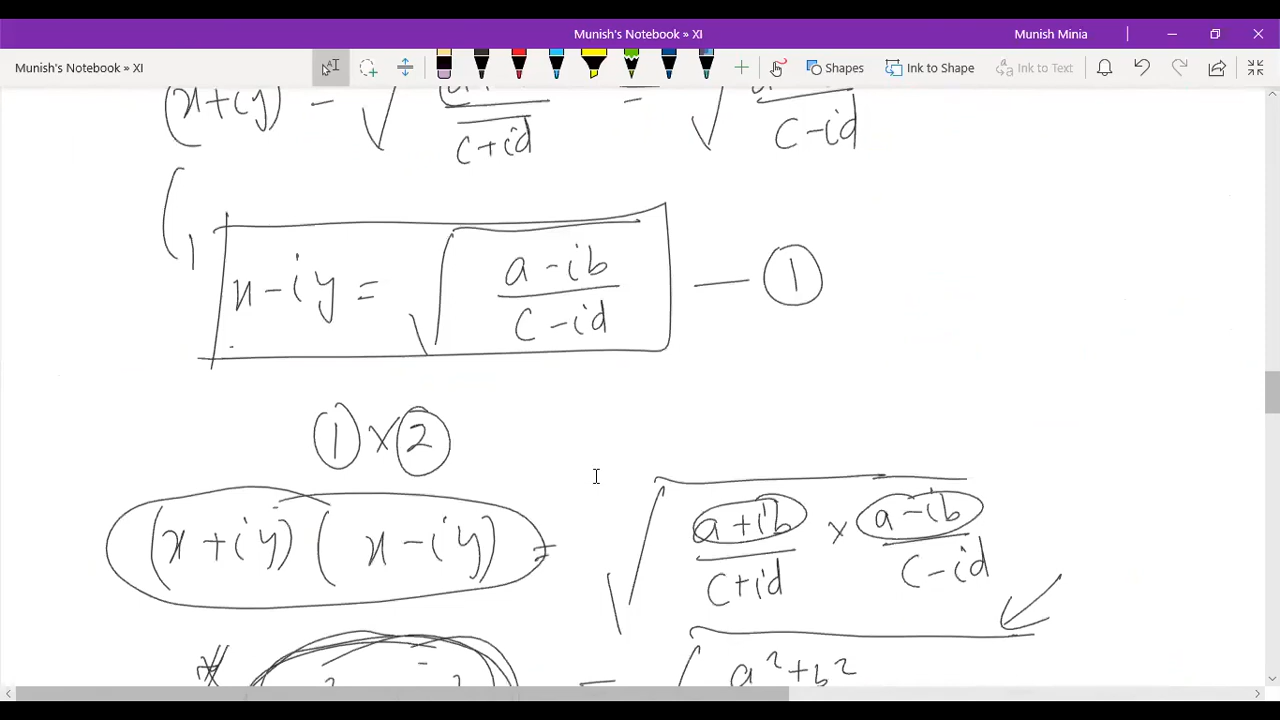 Munish's Notebook » XI Munish Minia
Munish's Notebook » XI Shapes Ink to Shape Ink to Text
(x+iy) - √ c+id = √ c-id
x-iy = √ a-ib / c-id — ①
① × ②
(x+iy)(x-iy) = √ a+ib / c+id × a-ib / c-id
= √ a²+b²